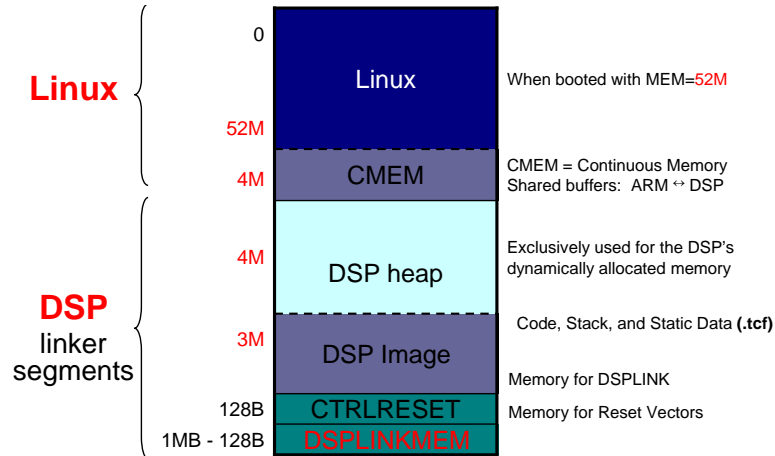 0
Linux
When booted with MEM=52M
Linux
52M
4M
CMEM
CMEM = Continuous Memory
Shared buffers: ARM ↔ DSP
4M
DSP heap
Exclusively used for the DSP's
dynamically allocated memory
DSP
linker
segments
3M
DSP Image
Code, Stack, and Static Data (.tcf)
Memory for DSPLINK
128B
CTRLRESET
Memory for Reset Vectors
1MB - 128B
DSPLINKMEM